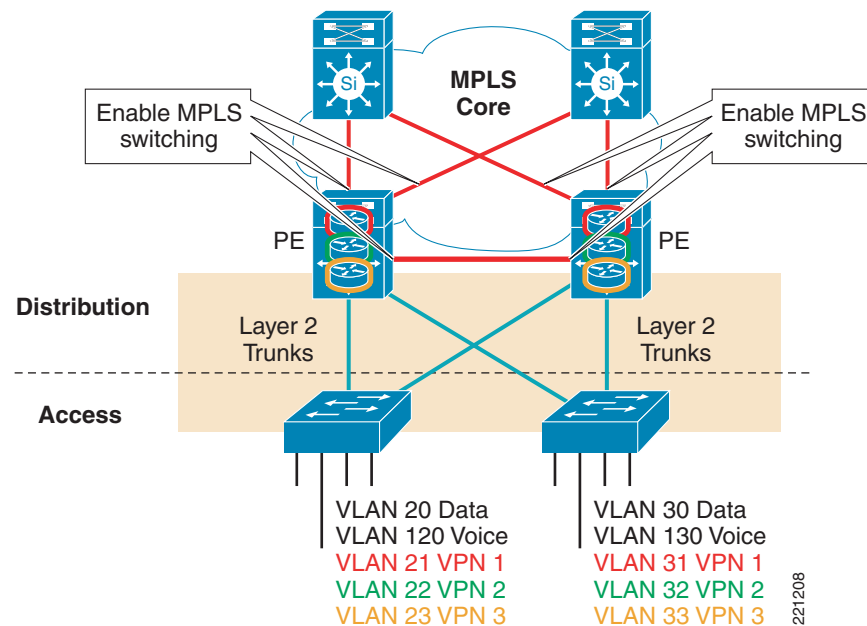 Si
Si
MPLS
Core
Enable MPLS
switching
Enable MPLS
switching
PE
PE
Distribution
Layer 2
Trunks
Layer 2
Trunks
Access
VLAN 20 Data
VLAN 120 Voice
VLAN 21 VPN 1
VLAN 22 VPN 2
VLAN 23 VPN 3
VLAN 30 Data
VLAN 130 Voice
VLAN 31 VPN 1
VLAN 32 VPN 2
VLAN 33 VPN 3
221208